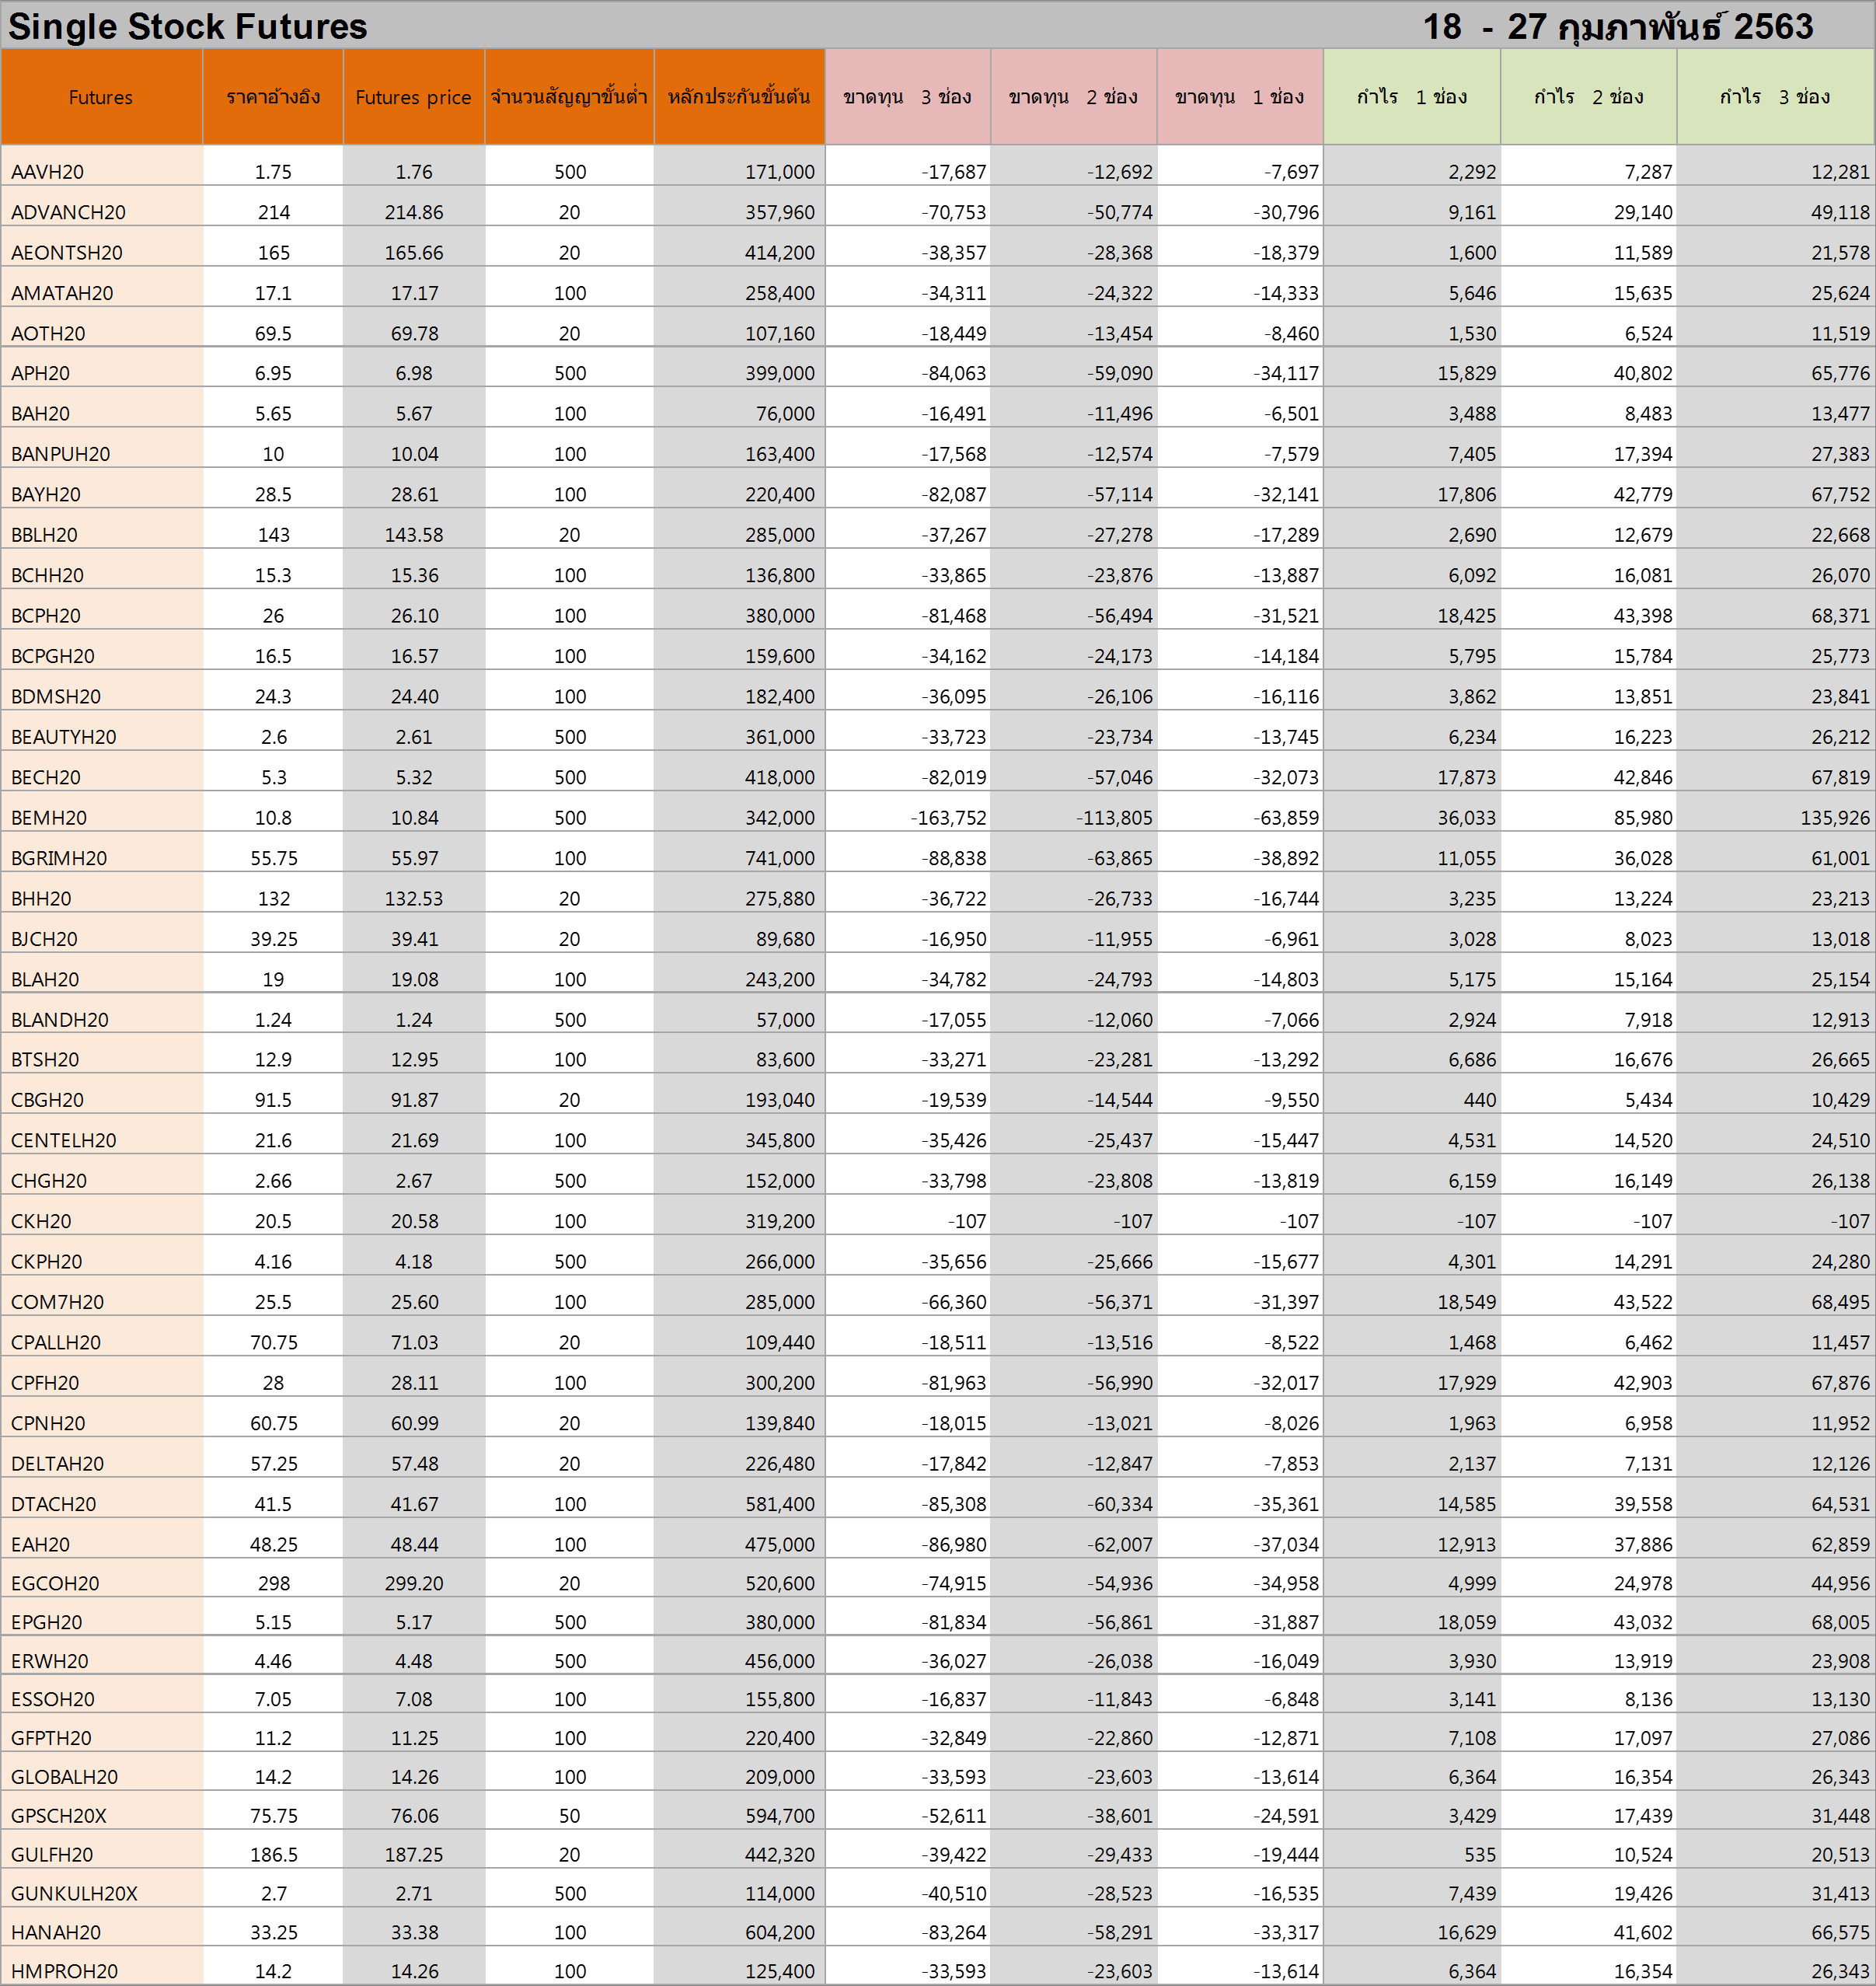 Single Stock Futures 18 - 27 กุมภาพันธ์ 2563
Futures ราคาอ้างอิง Futures price จำนวนสัญญาขั้นต่ำ หลักประกันขั้นต้น ขาดทุน 3 ช่อง ขาดทุน 2 ช่อง ขาดทุน 1 ช่อง กำไร 1 ช่อง กำไร 2 ช่อง กำไร 3 ช่อง
AAVH20 1.75 1.76 500 171,000 -17,687 -12,692 -7,697 2,292 7,287 12,281
ADVANCH20 214 214.86 20 357,960 -70,753 -50,774 -30,796 9,161 29,140 49,118
AEONTSH20 165 165.66 20 414,200 -38,357 -28,368 -18,379 1,600 11,589 21,578
AMATAH20 17.1 17.17 100 258,400 -34,311 -24,322 -14,333 5,646 15,635 25,624
AOTH20 69.5 69.78 20 107,160 -18,449 -13,454 -8,460 1,530 6,524 11,519
APH20 6.95 6.98 500 399,000 -84,063 -59,090 -34,117 15,829 40,802 65,776
BAH20 5.65 5.67 100 76,000 -16,491 -11,496 -6,501 3,488 8,483 13,477
BANPUH20 10 10.04 100 163,400 -17,568 -12,574 -7,579 7,405 17,394 27,383
BAYH20 28.5 28.61 100 220,400 -82,087 -57,114 -32,141 17,806 42,779 67,752
BBLH20 143 143.58 20 285,000 -37,267 -27,278 -17,289 2,690 12,679 22,668
BCHH20 15.3 15.36 100 136,800 -33,865 -23,876 -13,887 6,092 16,081 26,070
BCPH20 26 26.10 100 380,000 -81,468 -56,494 -31,521 18,425 43,398 68,371
BCPGH20 16.5 16.57 100 159,600 -34,162 -24,173 -14,184 5,795 15,784 25,773
BDMSH20 24.3 24.40 100 182,400 -36,095 -26,106 -16,116 3,862 13,851 23,841
BEAUTYH20 2.6 2.61 500 361,000 -33,723 -23,734 -13,745 6,234 16,223 26,212
BECH20 5.3 5.32 500 418,000 -82,019 -57,046 -32,073 17,873 42,846 67,819
BEMH20 10.8 10.84 500 342,000 -163,752 -113,805 -63,859 36,033 85,980 135,926
BGRIMH20 55.75 55.97 100 741,000 -88,838 -63,865 -38,892 11,055 36,028 61,001
BHH20 132 132.53 20 275,880 -36,722 -26,733 -16,744 3,235 13,224 23,213
BJCH20 39.25 39.41 20 89,680 -16,950 -11,955 -6,961 3,028 8,023 13,018
BLAH20 19 19.08 100 243,200 -34,782 -24,793 -14,803 5,175 15,164 25,154
BLANDH20 1.24 1.24 500 57,000 -17,055 -12,060 -7,066 2,924 7,918 12,913
BTSH20 12.9 12.95 100 83,600 -33,271 -23,281 -13,292 6,686 16,676 26,665
CBGH20 91.5 91.87 20 193,040 -19,539 -14,544 -9,550 440 5,434 10,429
CENTELH20 21.6 21.69 100 345,800 -35,426 -25,437 -15,447 4,531 14,520 24,510
CHGH20 2.66 2.67 500 152,000 -33,798 -23,808 -13,819 6,159 16,149 26,138
CKH20 20.5 20.58 100 319,200 -107 -107 -107 -107 -107 -107
CKPH20 4.16 4.18 500 266,000 -35,656 -25,666 -15,677 4,301 14,291 24,280
COM7H20 25.5 25.60 100 285,000 -66,360 -56,371 -31,397 18,549 43,522 68,495
CPALLH20 70.75 71.03 20 109,440 -18,511 -13,516 -8,522 1,468 6,462 11,457
CPFH20 28 28.11 100 300,200 -81,963 -56,990 -32,017 17,929 42,903 67,876
CPNH20 60.75 60.99 20 139,840 -18,015 -13,021 -8,026 1,963 6,958 11,952
DELTAH20 57.25 57.48 20 226,480 -17,842 -12,847 -7,853 2,137 7,131 12,126
DTACH20 41.5 41.67 100 581,400 -85,308 -60,334 -35,361 14,585 39,558 64,531
EAH20 48.25 48.44 100 475,000 -86,980 -62,007 -37,034 12,913 37,886 62,859
EGCOH20 298 299.20 20 520,600 -74,915 -54,936 -34,958 4,999 24,978 44,956
EPGH20 5.15 5.17 500 380,000 -81,834 -56,861 -31,887 18,059 43,032 68,005
ERWH20 4.46 4.48 500 456,000 -36,027 -26,038 -16,049 3,930 13,919 23,908
ESSOH20 7.05 7.08 100 155,800 -16,837 -11,843 -6,848 3,141 8,136 13,130
GFPTH20 11.2 11.25 100 220,400 -32,849 -22,860 -12,871 7,108 17,097 27,086
GLOBALH20 14.2 14.26 100 209,000 -33,593 -23,603 -13,614 6,364 16,354 26,343
GPSCH20X 75.75 76.06 50 594,700 -52,611 -38,601 -24,591 3,429 17,439 31,448
GULFH20 186.5 187.25 20 442,320 -39,422 -29,433 -19,444 535 10,524 20,513
GUNKULH20X 2.7 2.71 500 114,000 -40,510 -28,523 -16,535 7,439 19,426 31,413
HANAH20 33.25 33.38 100 604,200 -83,264 -58,291 -33,317 16,629 41,602 66,575
HMPROH20 14.2 14.26 100 125,400 -33,593 -23,603 -13,614 6,364 16,354 26,343